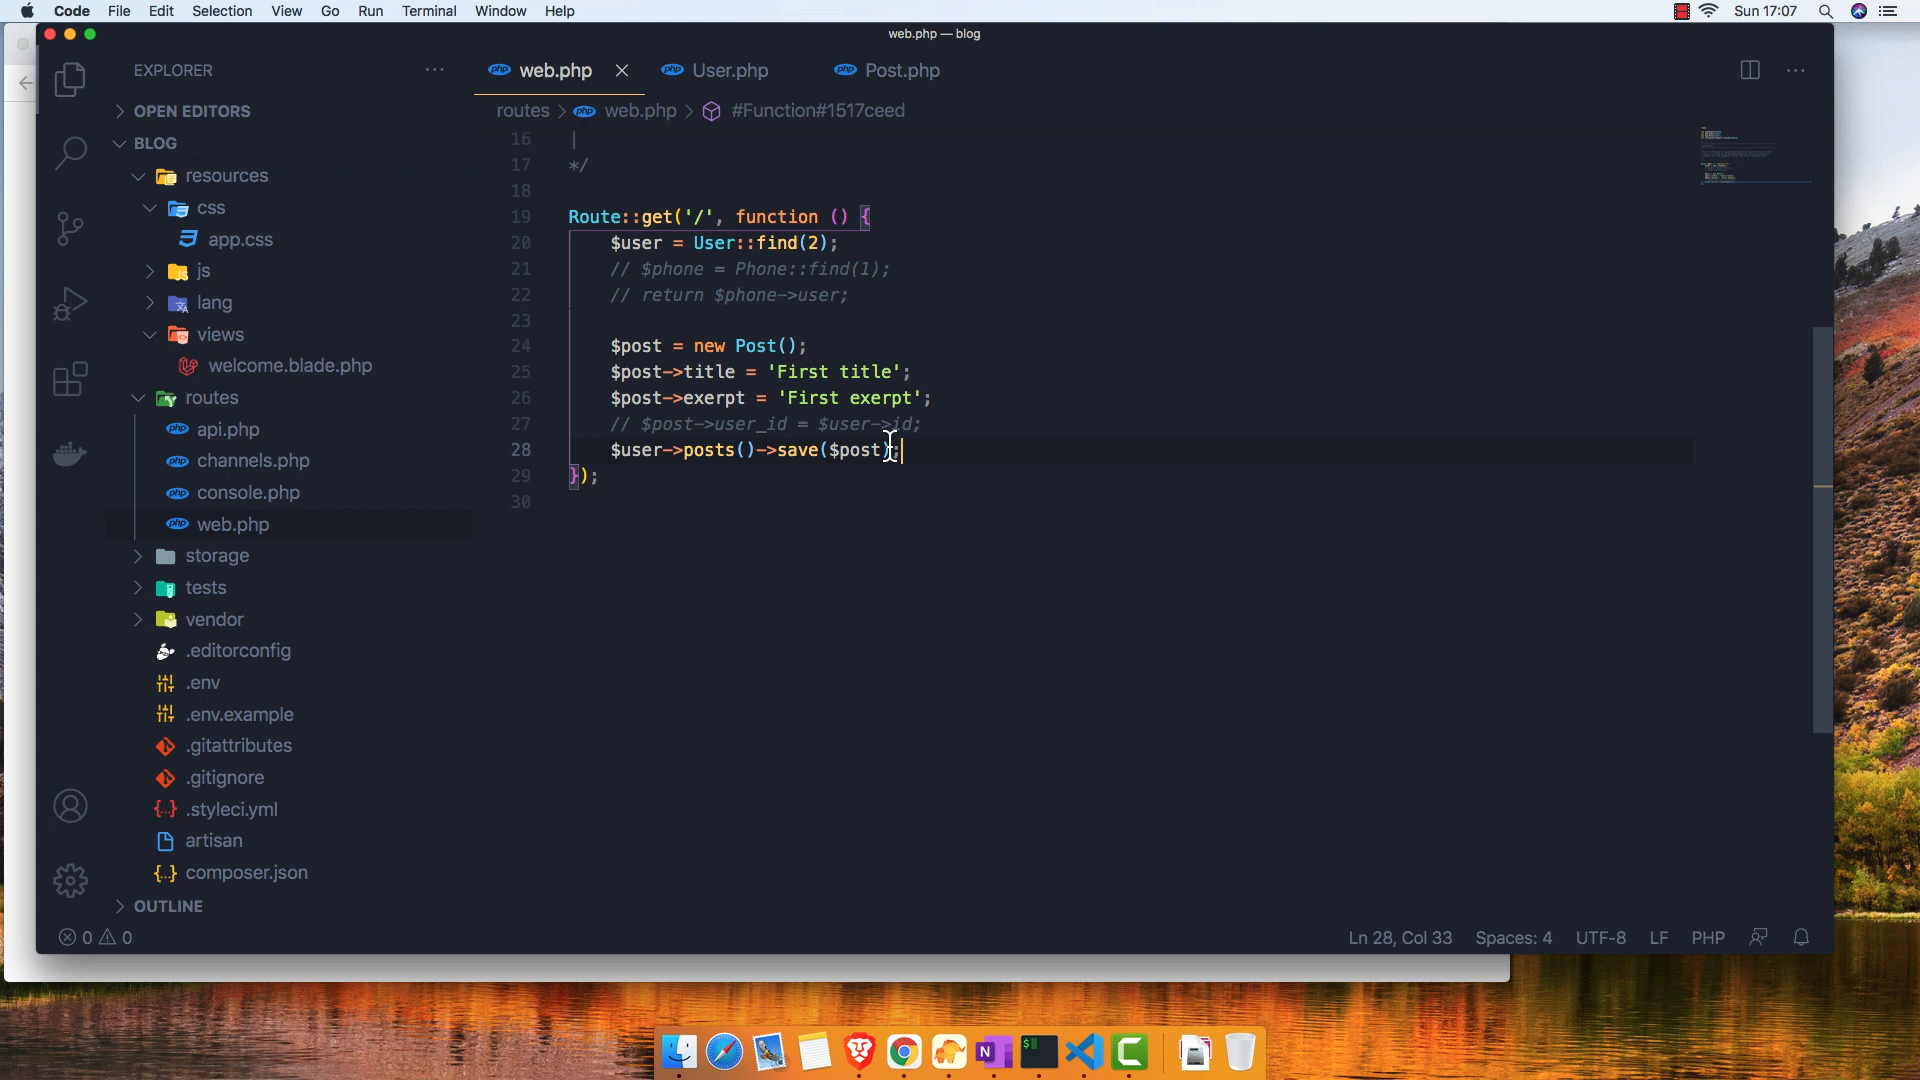 Code File Edit Selection View Go Run Terminal Window Help Sun 17:07
web.php — blog
EXPLORER
OPEN EDITORS
BLOG
resources
css
app.css
js
lang
views
welcome.blade.php
routes
api.php
channels.php
console.php
web.php
storage
tests
vendor
.editorconfig
.env
.env.example
.gitattributes
.gitignore
.styleci.yml
artisan
composer.json
OUTLINE
php web.php php User.php php Post.php
routes > php web.php > #Function#1517ceed
16 |
17 */
18
19 Route::get('/', function () {
20 $user = User::find(2);
21 // $phone = Phone::find(1);
22 // return $phone->user;
23
24 $post = new Post();
25 $post->title = 'First title';
26 $post->exerpt = 'First exerpt';
27 // $post->user_id = $user->id;
28 $user->posts()->save($post);
29 });
30
0 0 Ln 28, Col 33 Spaces: 4 UTF-8 LF PHP